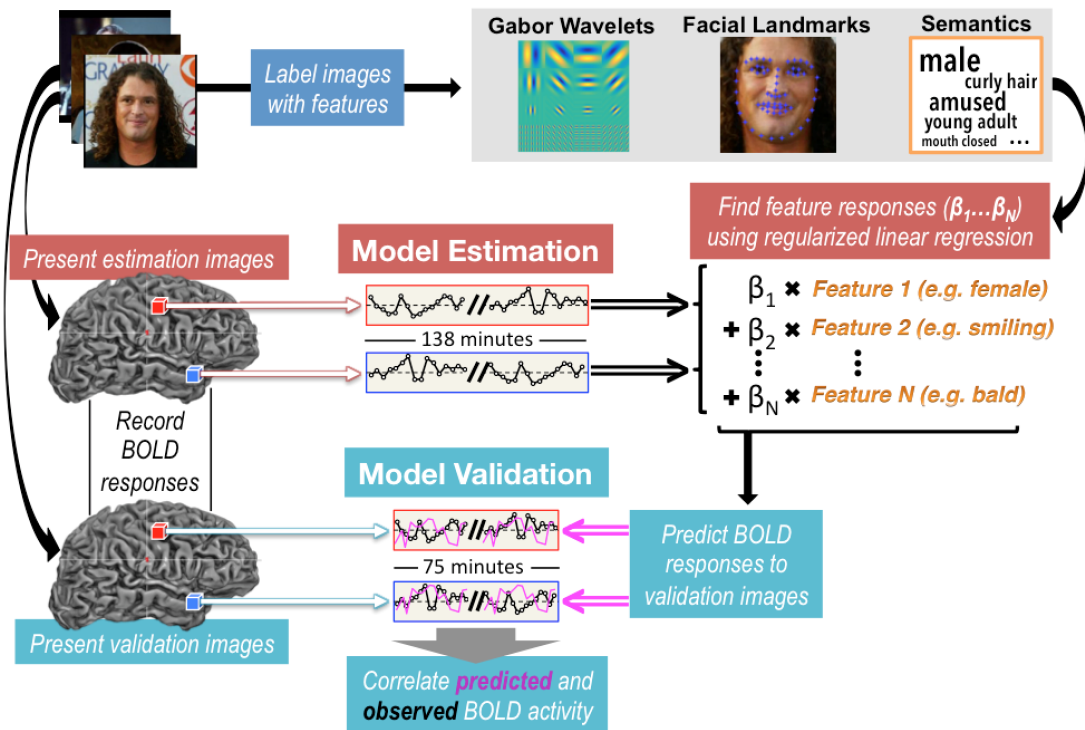 Gabor Wavelets
Facial Landmarks
Semantics
GRA
Label images
with features
male
curly hair
amused
young adult
mouth closed ...
Find feature responses (β1...βN)
using regularized linear regression
Present estimation images
Model Estimation
138 minutes
β1 × Feature 1 (e.g. female)
+ β2 × Feature 2 (e.g. smiling)
+ βN × Feature N (e.g. bald)
Record
BOLD
responses
Model Validation
75 minutes
Predict BOLD
responses to
validation images
Present validation images
Correlate predicted and
observed BOLD activity